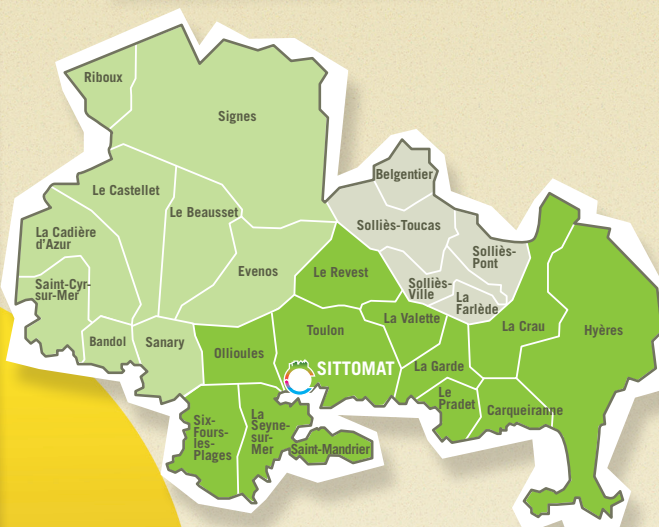 Riboux
Signes
Belgentier
Le Castellet
Le Beausset
Solliès-Toucas
La Cadière
d'Azur
Solliès-
Pont
Evenos
Le Revest
Saint-Cyr-
sur-Mer
Solliès-
Ville
La
Farlède
La Valette
La Crau
Hyères
Toulon
Bandol
Sanary
Ollioules
SITTOMAT
La Garde
Le
Pradet
Carqueiranne
Six-
Fours-
les-
Plages
La
Seyne-
sur-
Mer
Saint-Mandrier